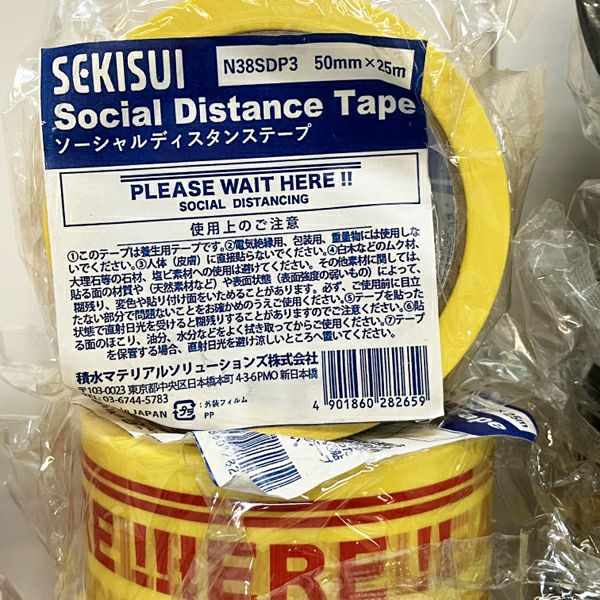 SEKISUI
N38SDP3 50mm×25m
Social Distance Tape
ソーシャルディスタンステープ
PLEASE WAIT HERE !!
SOCIAL DISTANCING
使用上のご注意
①このテープは養生用テープです。②電気絶縁用、包装用、重量物には使用しな
いでください。③人体（皮膚）に直接貼らないでください。④白木などのムク材、
大理石等の石材、塩ビ素材への使用は避けてください。その他素材に関しては、
貼る面の材質や（天然素材など）や表面状態（表面強度の弱いもの）によって、
糊残り、変色や貼り付け面をいためることがあります。必ず、ご使用前に目立
たない部分で問題ないことをお確かめのうえご使用ください。⑤テープを貼った
状態で直射日光を受けると糊残りすることがありますのでご注意ください。⑥貼
る面のほこり、油分、水分などをよく拭き取ってからご使用ください。⑦テープ
を保管する場合、直射日光を避け涼しいところへ置いてください。
積水マテリアルソリューションズ株式会社
〒103-0023 東京都中央区日本橋本町 4-3-6 PMO 新日本橋
TEL 03-6744-5783
JAPAN
プラ
：外装フィルム
PP
4 901860 282659
×25m
!!HERE !!